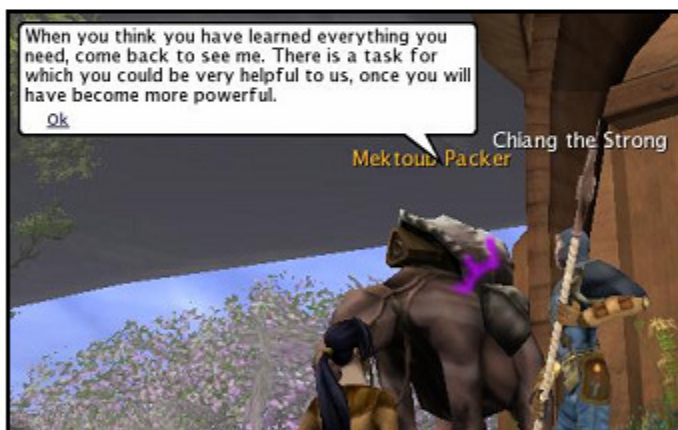 When you think you have learned everything you
need, come back to see me. There is a task for
which you could be very helpful to us, once you will
have become more powerful.
Ok
Chiang the Strong
Mektoub Packer